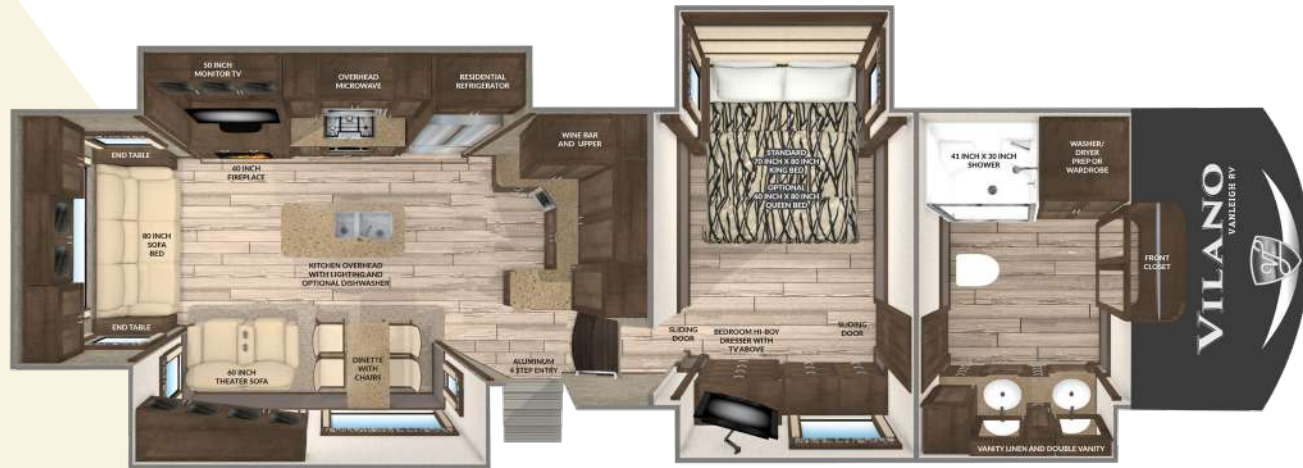 50 INCH
MONITOR TV
OVERHEAD
MICROWAVE
RESIDENTIAL
REFRIGERATOR
WINE BAR
AND UPPER
END TABLE
40 INCH
FIREPLACE
80 INCH
SOFA
BED
KITCHEN OVERHEAD
WITH LIGHTING AND
OPTIONAL DISHWASHER
END TABLE
60 INCH
THEATER SOFA
DINETTE
WITH
CHAIRS
ALUMINUM
4 STEP ENTRY
STANDARD
70 INCH X 80 INCH
KING BED
OPTIONAL
60 INCH X 80 INCH
QUEEN BED
SLIDING
DOOR
BEDROOM HI-BOY
DRESSER WITH
TV ABOVE
SLIDING
DOOR
41 INCH X 30 INCH
SHOWER
WASHER/
DRYER
PREP OR
WARDROBE
FRONT
CLOSET
VANITY LINEN AND DOUBLE VANITY
VILANO
VANLEIGH RV